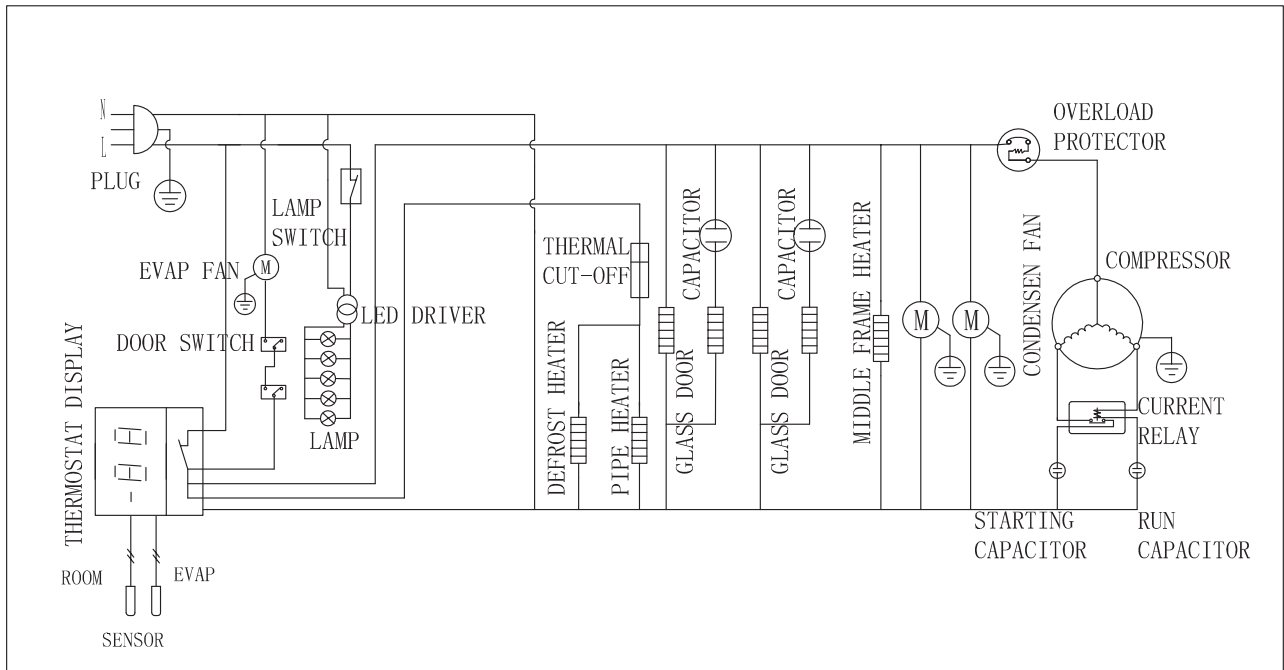 N
L
PLUG
LAMP
SWITCH
EVAP FAN
M
LED DRIVER
DOOR SWITCH
LAMP
THERMOSTAT DISPLAY
ROOM
EVAP
SENSOR
THERMAL
CUT-OFF
DEFROST HEATER
PIPE HEATER
CAPACITOR
GLASS DOOR
CAPACITOR
GLASS DOOR
MIDDLE FRAME HEATER
M
M
CONDENSEN FAN
OVERLOAD
PROTECTOR
COMPRESSOR
CURRENT
RELAY
STARTING
CAPACITOR
RUN
CAPACITOR